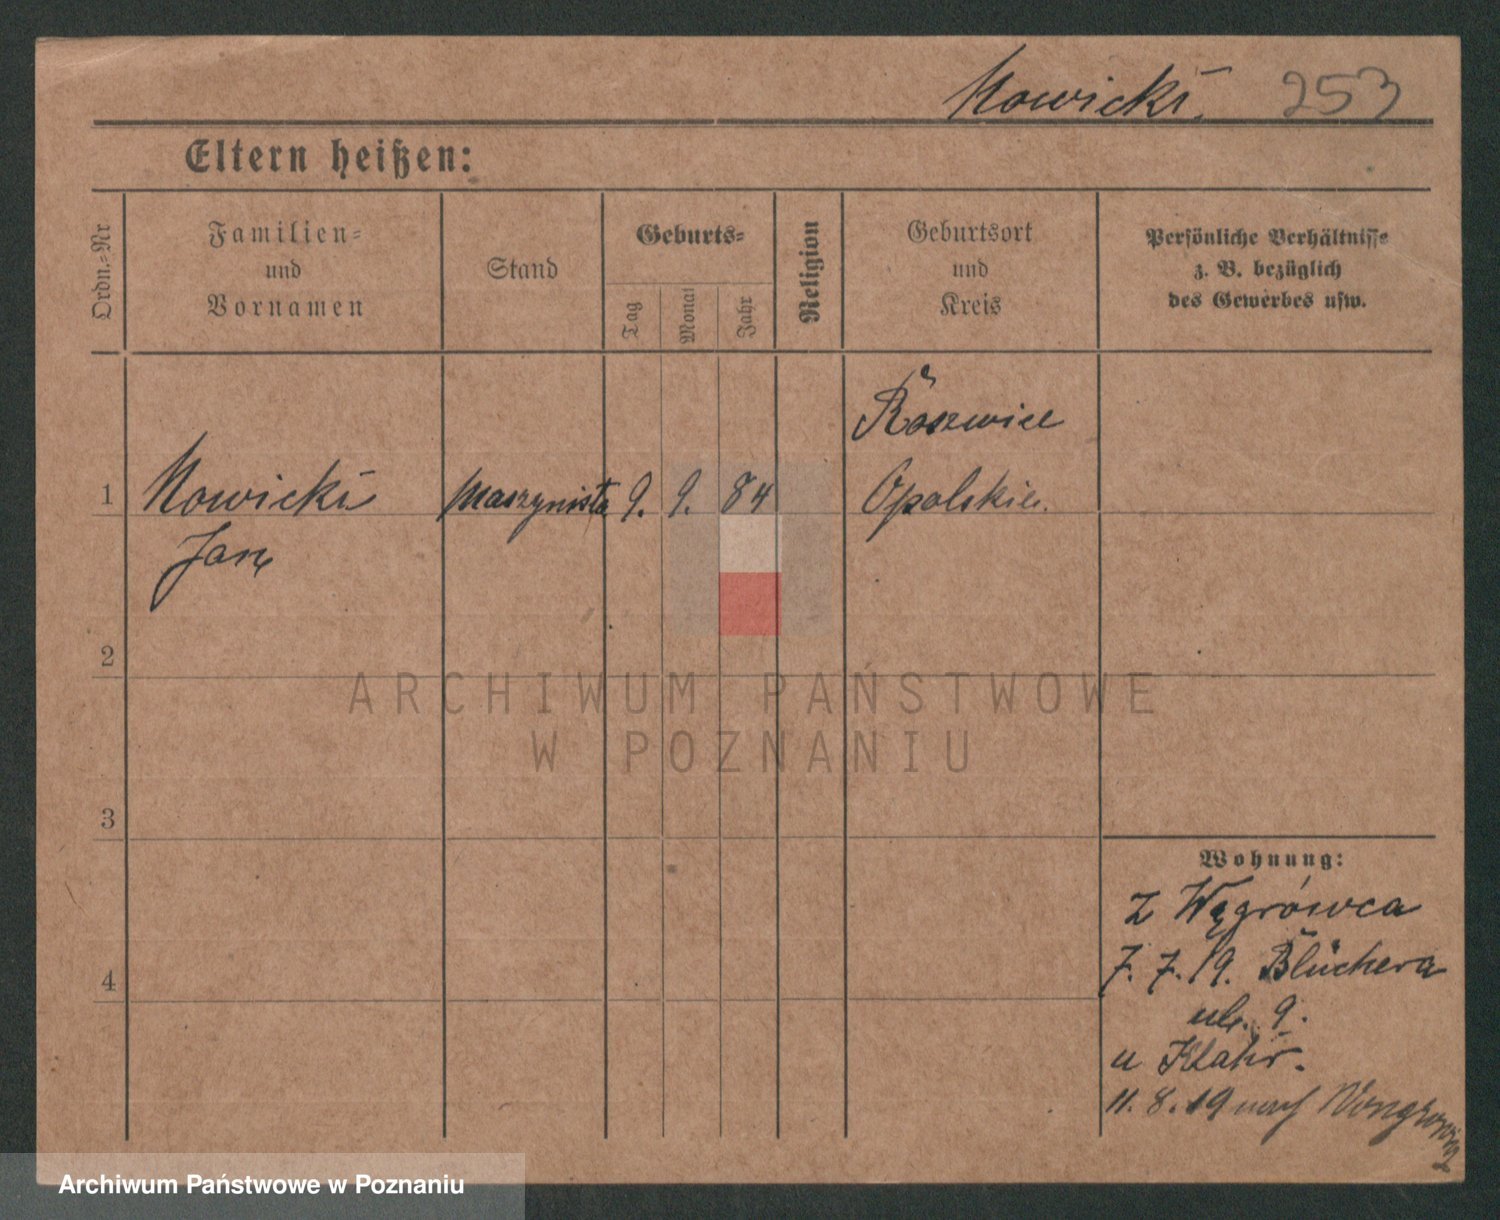 Nowicki 253
Eltern heißen:
Ordn.-Nr
Familien-
und
Vornamen
Stand
Geburts-
Tag
Monat
Jahr
Religion
Geburtsort
und
Kreis
Persönliche Verhältnisse
z. B. bezüglich
des Gewerbes usw.
1 Nowicki maszynista 9. 9. 84
Jan
Opolskie.
2
ARCHIWUM PAŃSTWOWE
W POZNANIU
3
4
Wohnung:
z Wągrówca
7. 7. 19. Blüchera
ul. 9.
u
11. 8. 19 nach Wongrowitz
Archiwum Państwowe w Poznaniu